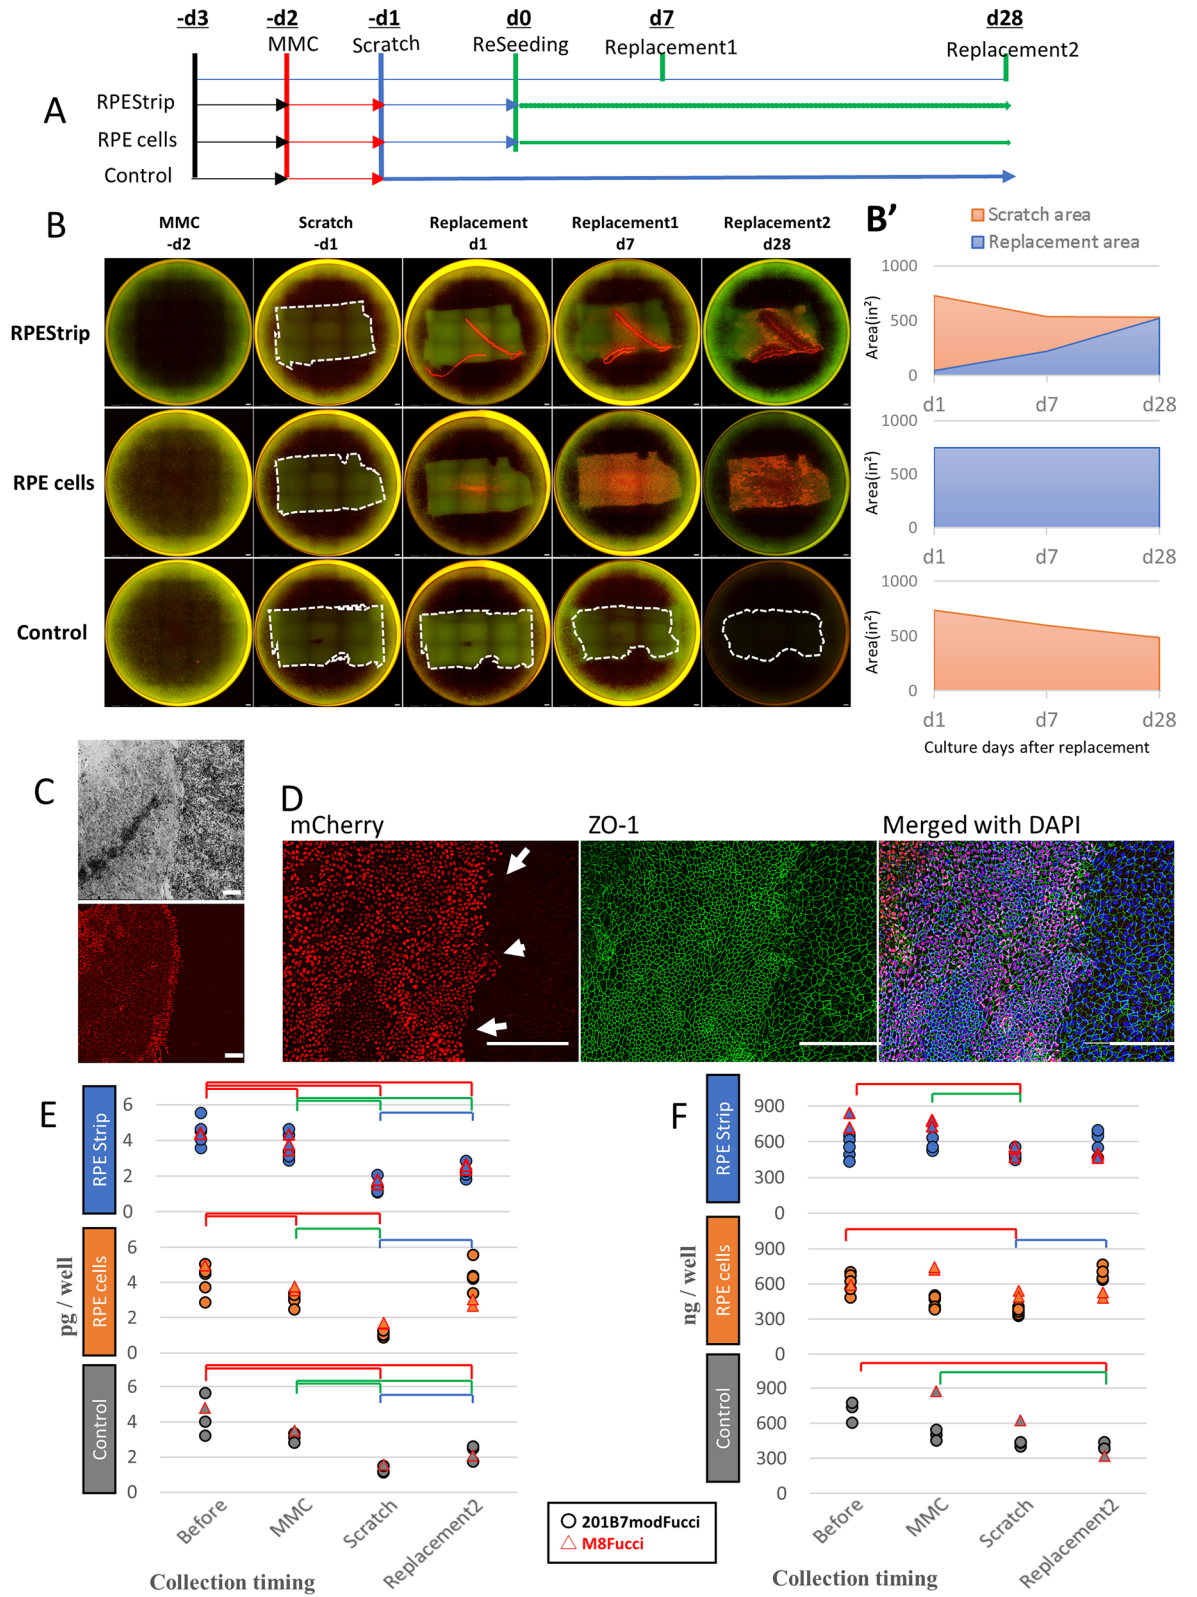 -d3 -d2 -d1 d0 d7 d28
MMC Scratch ReSeeding Replacement1 Replacement2
A
RPEStrip
RPE cells
Control
B
MMC Scratch Replacement Replacement1 Replacement2
-d2 -d1 d1 d7 d28
RPEStrip
RPE cells
Control
B’
Scratch area
Replacement area
1000
500
0
Area(in²)
d1 d7 d28
1000
500
0
Area(in²)
d1 d7 d28
1000
500
0
Area(in²)
d1 d7 d28
Culture days after replacement
C
D
mCherry ZO-1 Merged with DAPI
E
pg / well
RPE Strip
6
4
2
0
RPE cells
6
4
2
0
Control
6
4
2
0
Before MMC Scratch Replacement2
Collection timing
201B7modFucci
M8Fucci
F
ng / well
RPE Strip
900
600
300
0
RPE cells
900
600
300
0
Control
900
600
300
0
Before MMC Scratch Replacement2
Collection timing